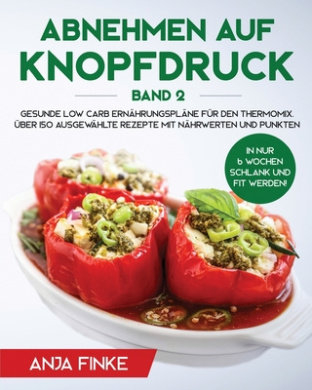 ABNEHMEN AUF
KNOPFDRUCK
BAND 2
GESUNDE LOW CARB ERNÄHRUNGSPLÄNE FÜR DEN THERMOMIX.
ÜBER 150 AUSGEWÄHLTE REZEPTE MIT NÄHRWERTEN UND PUNKTEN
IN NUR
6 WOCHEN
SCHLANK UND
FIT WERDEN!
ANJA FINKE